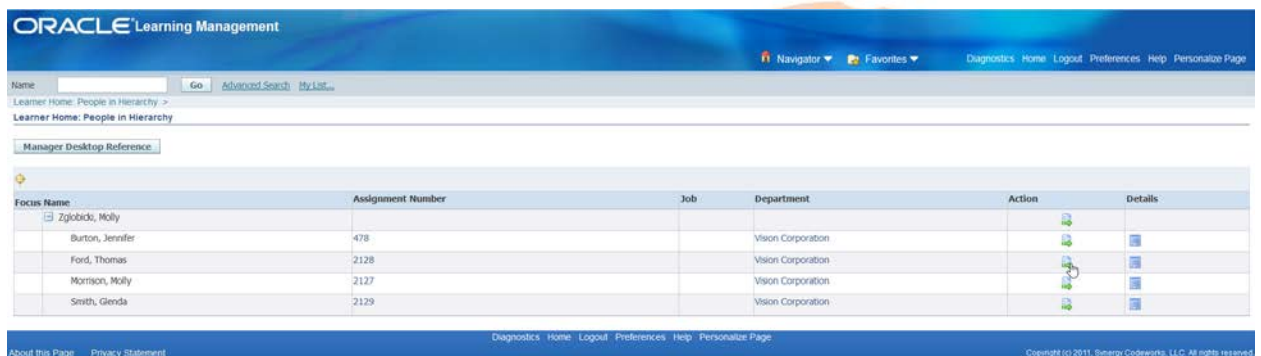 ORACLE Learning Management
Navigator Favorites Diagnostics Home Logout Preferences Help Personalize Page
Name Go Advanced Search My List...
Learner Home: People in Hierarchy >
Learner Home: People in Hierarchy
Manager Desktop Reference
Focus Name Assignment Number Job Department Action Details
Zglobicki, Molly
Burton, Jennifer 478 Vision Corporation
Ford, Thomas 2128 Vision Corporation
Morrison, Molly 2127 Vision Corporation
Smith, Glenda 2129 Vision Corporation
Diagnostics Home Logout Preferences Help Personalize Page
About this Page Privacy Statement Copyright (c) 2011, Synergy Codeworks, LLC. All rights reserved.